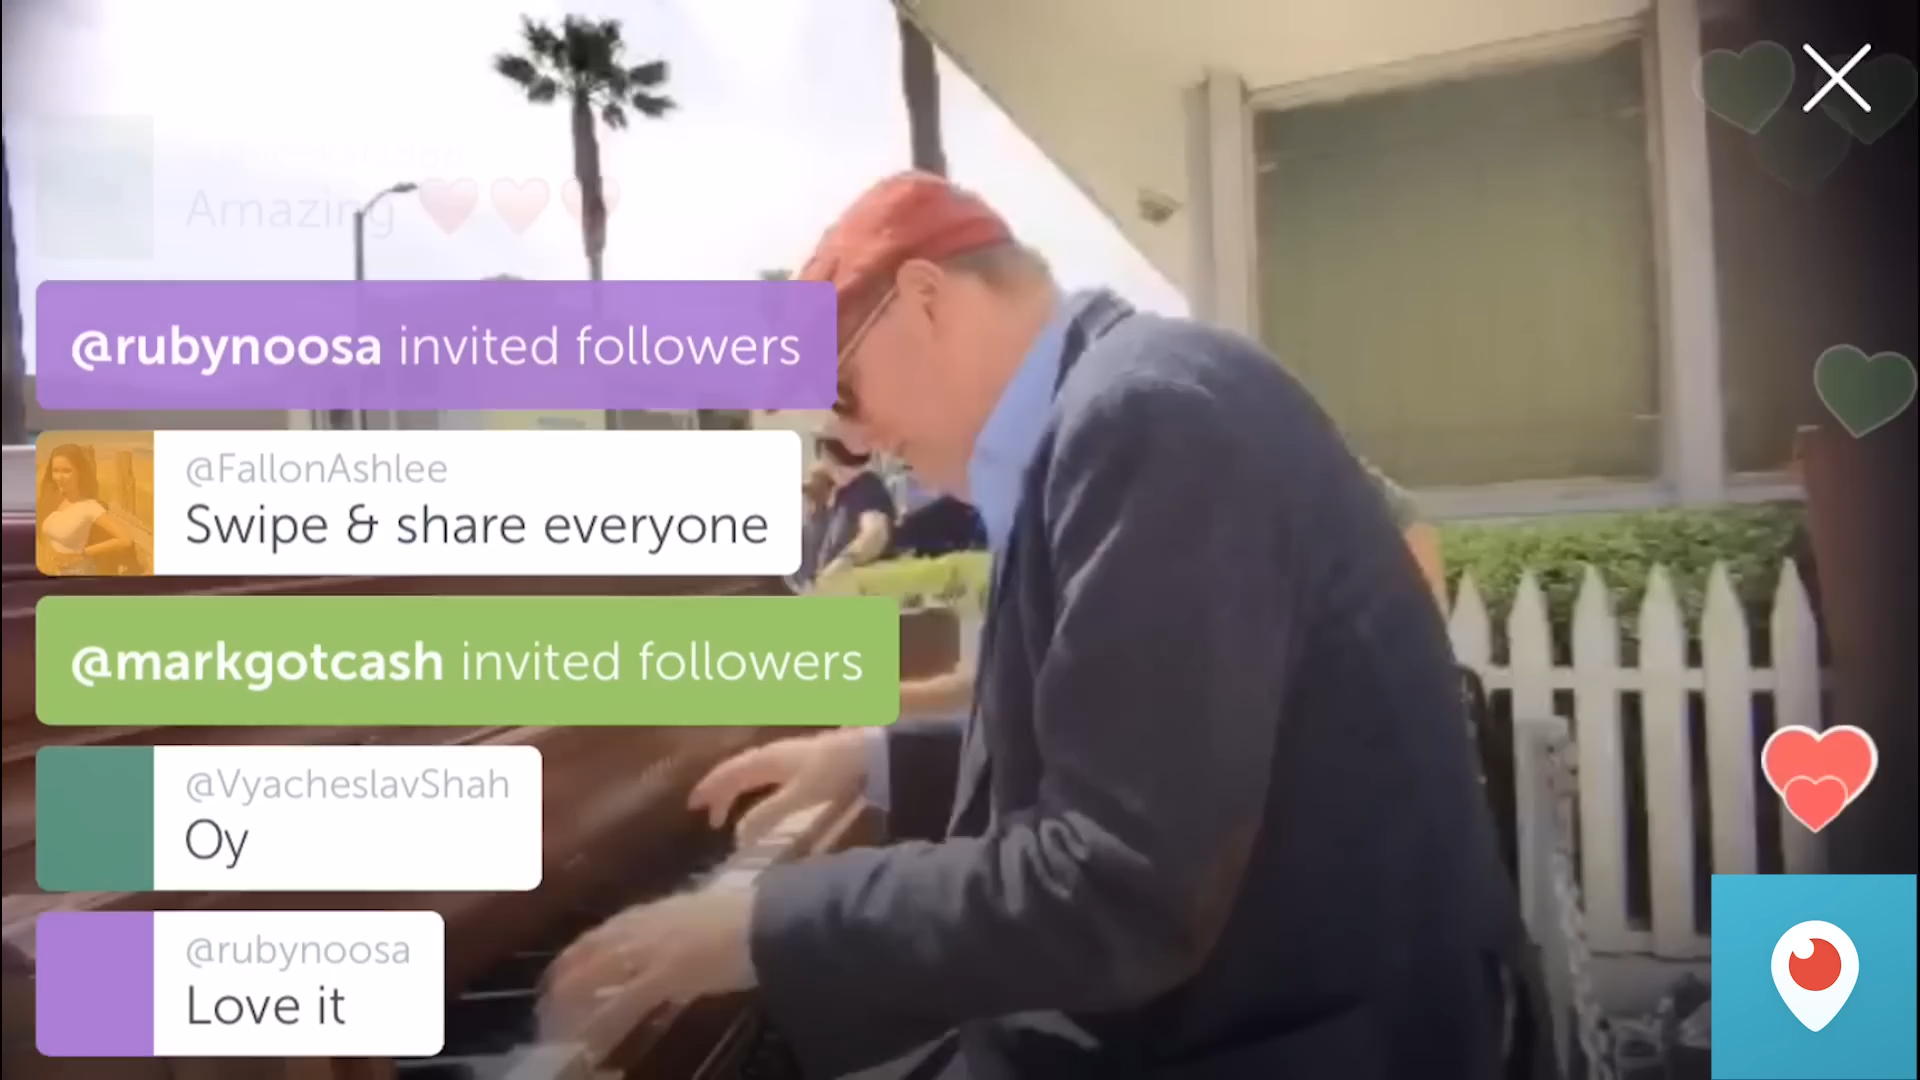 Amazing
@rubynoosa invited followers
@FallonAshlee
Swipe & share everyone
@markgotcash invited followers
@VyacheslavShah
Oy
@rubynoosa
Love it